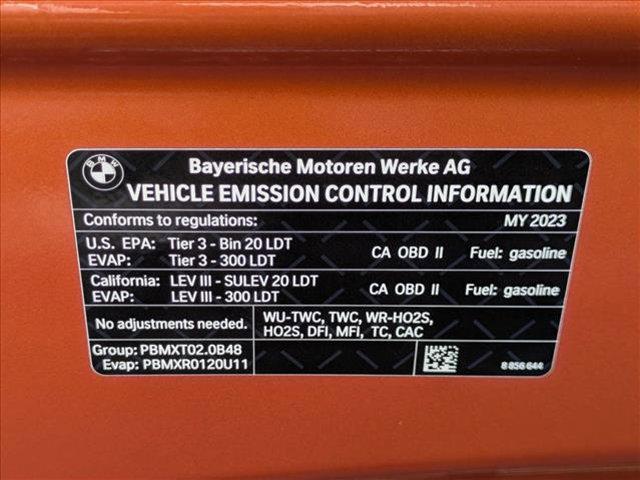 BMW
Bayerische Motoren Werke AG
VEHICLE EMISSION CONTROL INFORMATION
Conforms to regulations: MY 2023
U.S. EPA: Tier 3 - Bin 20 LDT CA OBD II Fuel: gasoline
EVAP: Tier 3 - 300 LDT
California: LEV III - SULEV 20 LDT CA OBD II Fuel: gasoline
EVAP: LEV III - 300 LDT
No adjustments needed.
WU-TWC, TWC, WR-HO2S,
HO2S, DFI, MFI, TC, CAC
Group: PBMXT02.0B48
Evap: PBMXR0120U11
8 856 644